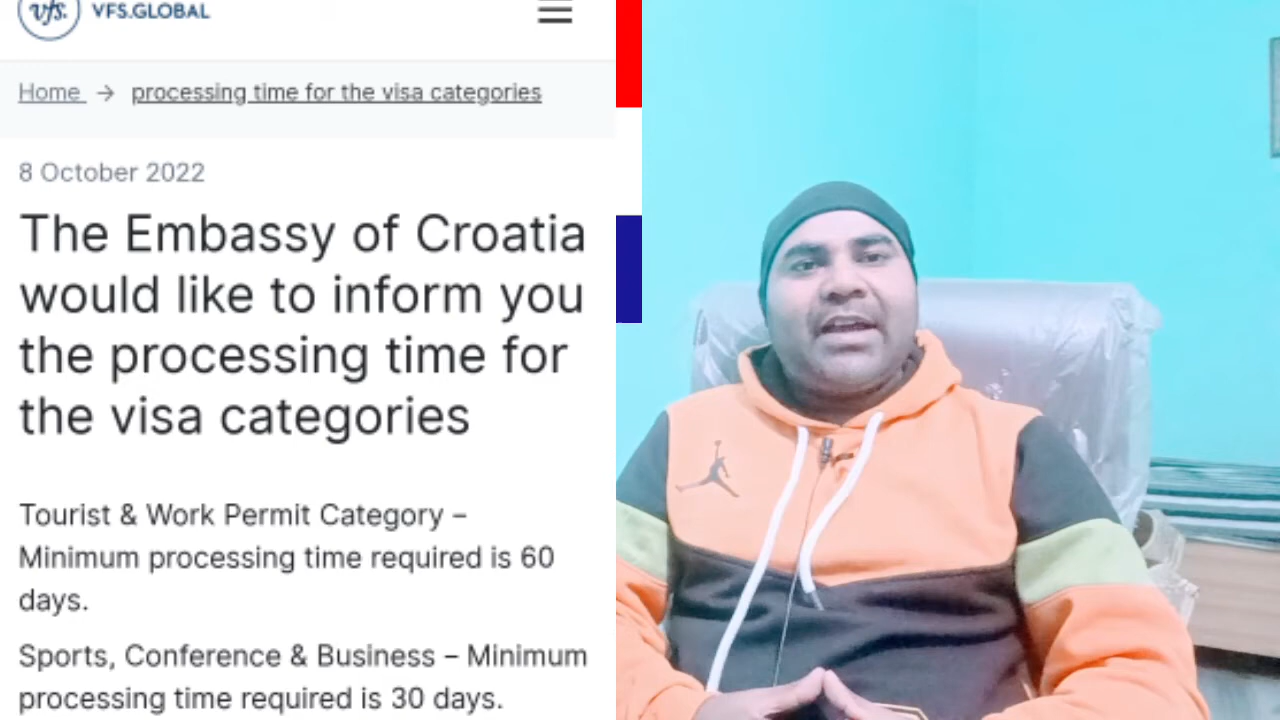 vfs. VFS.GLOBAL
Home → processing time for the visa categories
8 October 2022
The Embassy of Croatia
would like to inform you
the processing time for
the visa categories
Tourist & Work Permit Category –
Minimum processing time required is 60
days.
Sports, Conference & Business – Minimum
processing time required is 30 days.